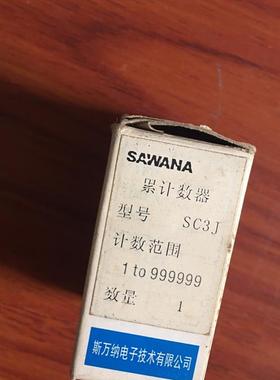 SAWANA
累计数器
型号 SC3J
计数范围
1 to 999999
数量 1
斯万纳电子技术有限公司